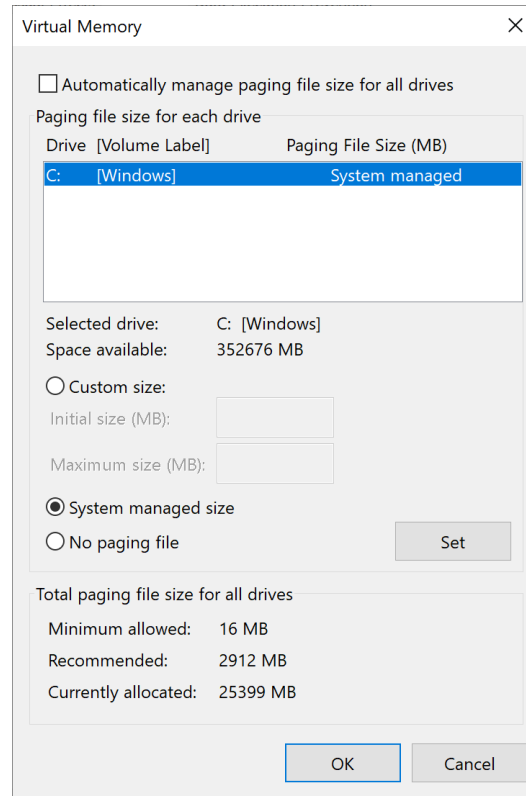 Virtual Memory
Automatically manage paging file size for all drives
Paging file size for each drive
Drive [Volume Label] Paging File Size (MB)
C: [Windows] System managed
Selected drive: C: [Windows]
Space available: 352676 MB
Custom size:
Initial size (MB):
Maximum size (MB):
System managed size
No paging file Set
Total paging file size for all drives
Minimum allowed: 16 MB
Recommended: 2912 MB
Currently allocated: 25399 MB
OK Cancel